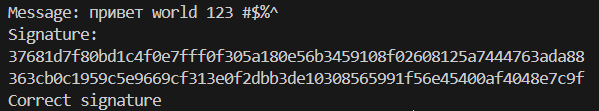 Message: привет world 123 #$%^
Signature:
37681d7f80bd1c4f0e7fff0f305a180e56b3459108f02608125a7444763ada88
363cb0c1959c5e9669cf313e0f2dbb3de10308565991f56e45400af4048e7c9f
Correct signature